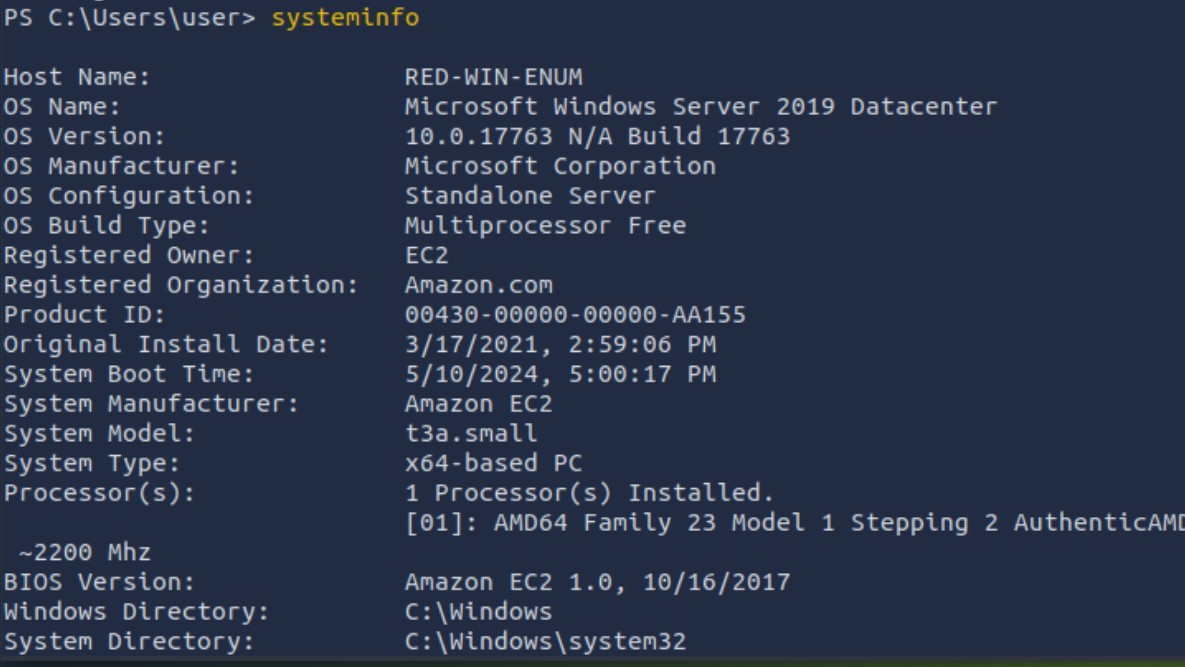 PS C:\Users\user> systeminfo
Host Name: RED-WIN-ENUM
OS Name: Microsoft Windows Server 2019 Datacenter
OS Version: 10.0.17763 N/A Build 17763
OS Manufacturer: Microsoft Corporation
OS Configuration: Standalone Server
OS Build Type: Multiprocessor Free
Registered Owner: EC2
Registered Organization: Amazon.com
Product ID: 00430-00000-00000-AA155
Original Install Date: 3/17/2021, 2:59:06 PM
System Boot Time: 5/10/2024, 5:00:17 PM
System Manufacturer: Amazon EC2
System Model: t3a.small
System Type: x64-based PC
Processor(s): 1 Processor(s) Installed.
[01]: AMD64 Family 23 Model 1 Stepping 2 AuthenticAMD
~2200 Mhz
BIOS Version: Amazon EC2 1.0, 10/16/2017
Windows Directory: C:\Windows
System Directory: C:\Windows\system32